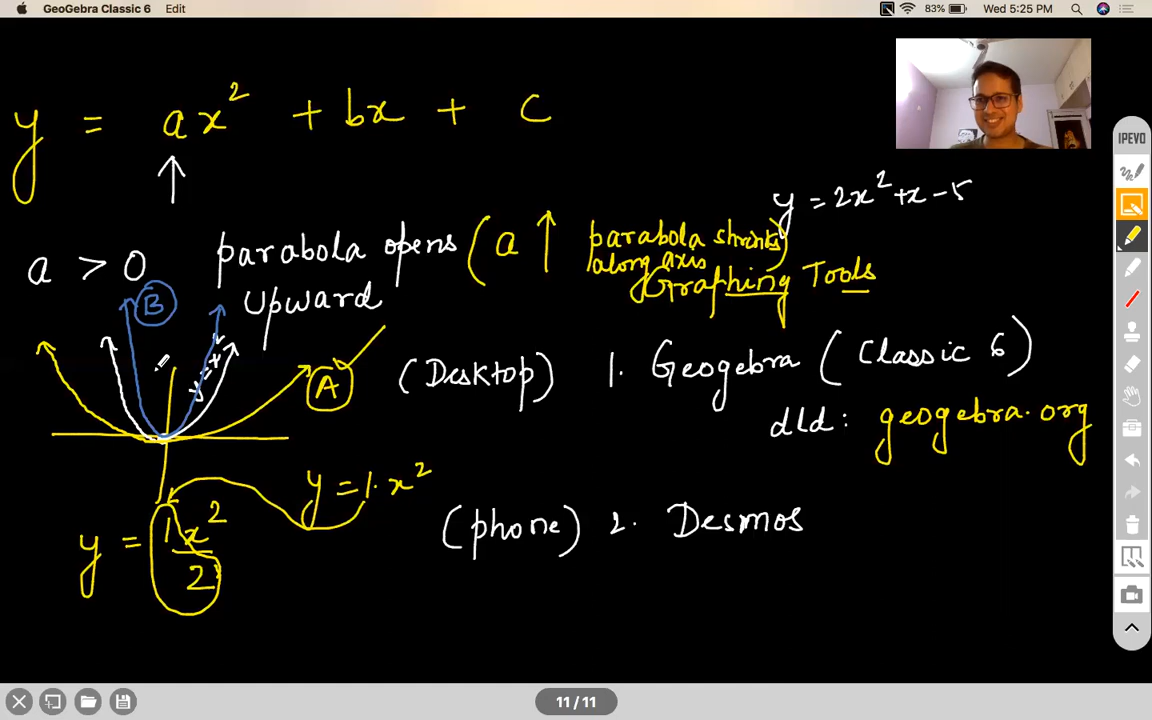 GeoGebra Classic 6 Edit 83% Wed 5:25 PM
y = ax² + bx + c
IPEVO
y = 2x² + x - 5
a > 0 parabola opens upward (a ↑ parabola shrinks along axis)
Graphing Tools
B
A
(Desktop) 1. Geogebra (Classic 6)
dld: geogebra.org
y = 1·x²
(phone) 2. Desmos
y = 1x²/2
11/11